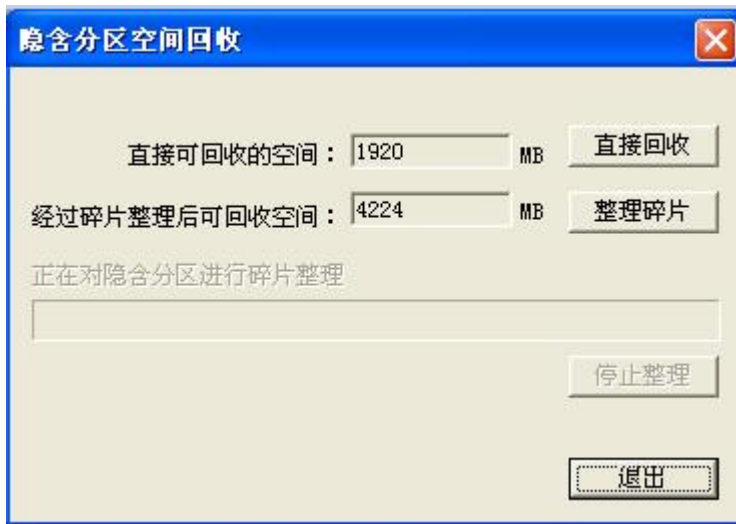 隐含分区空间回收
直接可回收的空间： 1920 MB 直接回收
经过碎片整理后可回收空间： 4224 MB 整理碎片
正在对隐含分区进行碎片整理
停止整理
退出